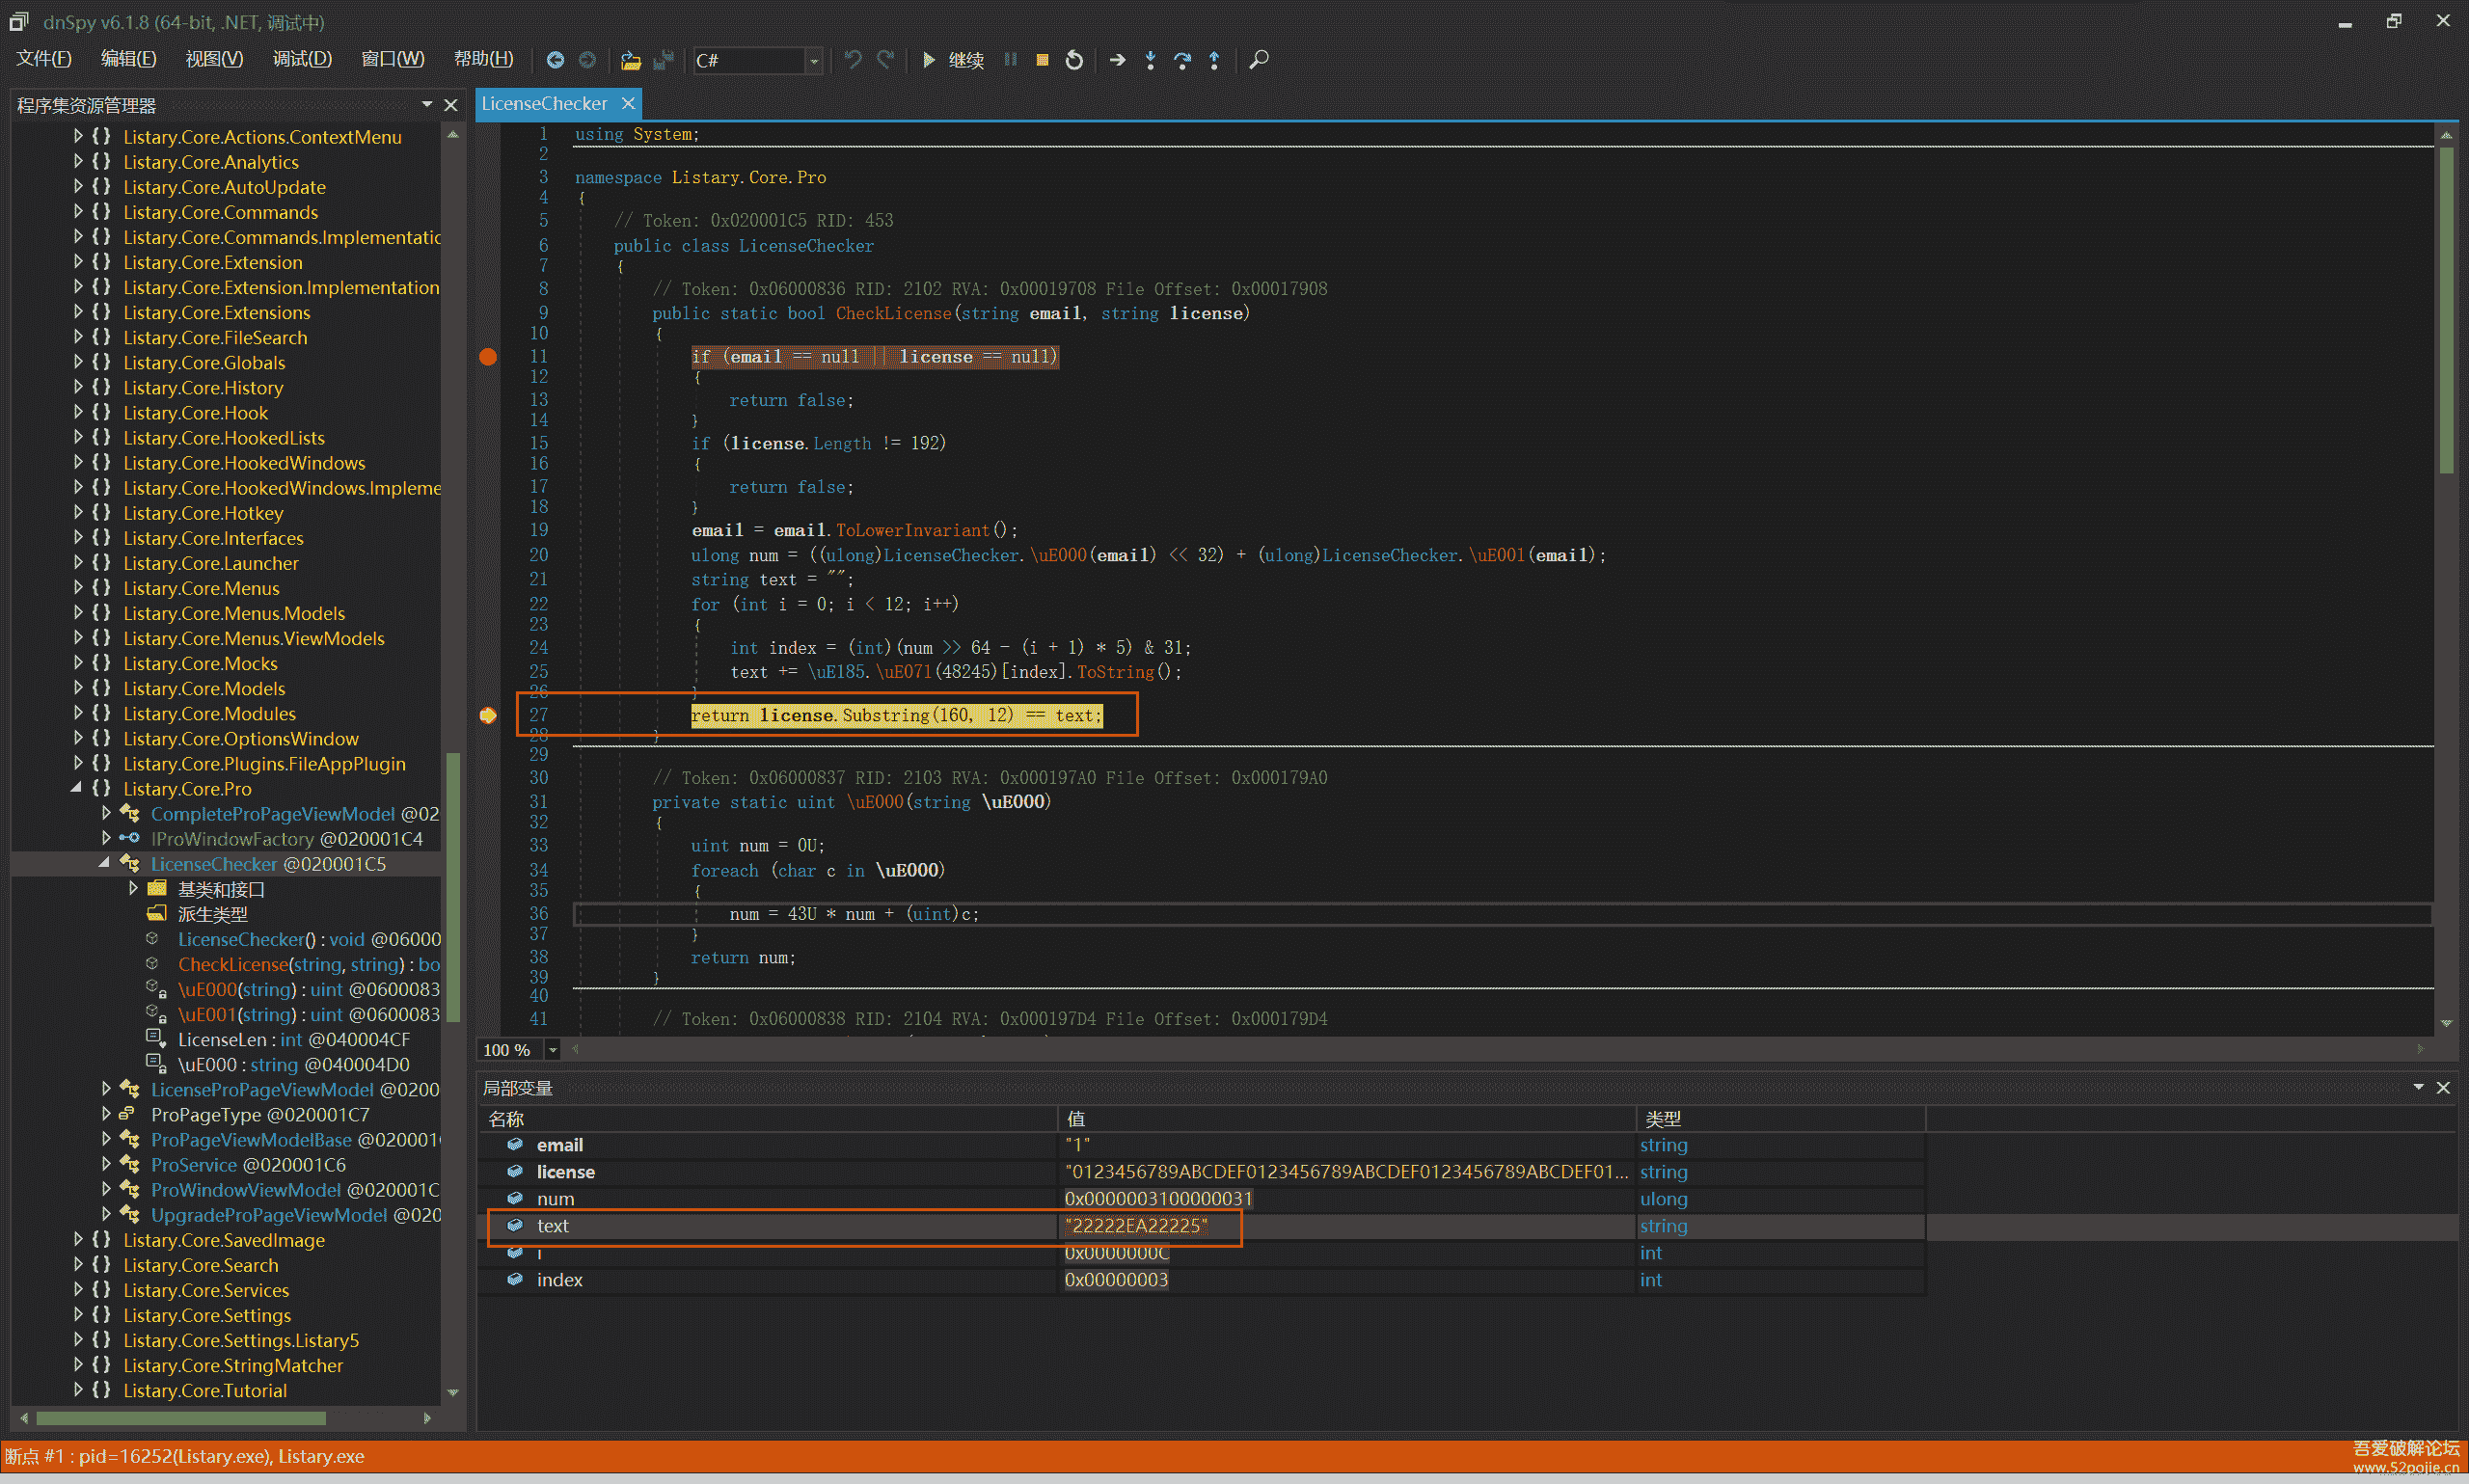 dnSpy v6.1.8 (64-bit, .NET, 调试中)
文件(F) 编辑(E) 视图(V) 调试(D) 窗口(W) 帮助(H) C# 继续
程序集资源管理器
Listary.Core.Actions.ContextMenu
Listary.Core.Analytics
Listary.Core.AutoUpdate
Listary.Core.Commands
Listary.Core.Commands.Implementatic
Listary.Core.Extension
Listary.Core.Extension.Implementation
Listary.Core.Extensions
Listary.Core.FileSearch
Listary.Core.Globals
Listary.Core.History
Listary.Core.Hook
Listary.Core.HookedLists
Listary.Core.HookedWindows
Listary.Core.HookedWindows.Impleme
Listary.Core.Hotkey
Listary.Core.Interfaces
Listary.Core.Launcher
Listary.Core.Menus
Listary.Core.Menus.Models
Listary.Core.Menus.ViewModels
Listary.Core.Mocks
Listary.Core.Models
Listary.Core.Modules
Listary.Core.OptionsWindow
Listary.Core.Plugins.FileAppPlugin
Listary.Core.Pro
CompleteProPageViewModel @02
IProWindowFactory @020001C4
LicenseChecker @020001C5
基类和接口
派生类型
LicenseChecker() : void @06000
CheckLicense(string, string) : bo
\uE000(string) : uint @0600083
\uE001(string) : uint @0600083
LicenseLen : int @040004CF
\uE000 : string @040004D0
LicenseProPageViewModel @0200
ProPageType @020001C7
ProPageViewModelBase @020001
ProService @020001C6
ProWindowViewModel @020001C
UpgradeProPageViewModel @020
Listary.Core.SavedImage
Listary.Core.Search
Listary.Core.Services
Listary.Core.Settings
Listary.Core.Settings.Listary5
Listary.Core.StringMatcher
Listary.Core.Tutorial
LicenseChecker
1 using System;
2
3 namespace Listary.Core.Pro
4 {
5 // Token: 0x020001C5 RID: 453
6 public class LicenseChecker
7 {
8 // Token: 0x06000836 RID: 2102 RVA: 0x00019708 File Offset: 0x00017908
9 public static bool CheckLicense(string email, string license)
10 {
11 if (email == null || license == null)
12 {
13 return false;
14 }
15 if (license.Length != 192)
16 {
17 return false;
18 }
19 email = email.ToLowerInvariant();
20 ulong num = ((ulong)LicenseChecker.\uE000(email) << 32) + (ulong)LicenseChecker.\uE001(email);
21 string text = "";
22 for (int i = 0; i < 12; i++)
23 {
24 int index = (int)(num >> 64 - (i + 1) * 5) & 31;
25 text += \uE185.\uE071(48245)[index].ToString();
26 }
27 return license.Substring(160, 12) == text;
28 }
29
30 // Token: 0x06000837 RID: 2103 RVA: 0x000197A0 File Offset: 0x000179A0
31 private static uint \uE000(string \uE000)
32 {
33 uint num = 0U;
34 foreach (char c in \uE000)
35 {
36 num = 43U * num + (uint)c;
37 }
38 return num;
39 }
40
41 // Token: 0x06000838 RID: 2104 RVA: 0x000197D4 File Offset: 0x000179D4
100 %
局部变量
名称 值 类型
email "1" string
license "0123456789ABCDEF0123456789ABCDEF0123456789ABCDEF01... string
num 0x0000003100000031 ulong
text "22222EA22225" string
i 0x0000000C int
index 0x00000003 int
断点 #1 : pid=16252(Listary.exe), Listary.exe
吾爱破解论坛
www.52pojie.cn